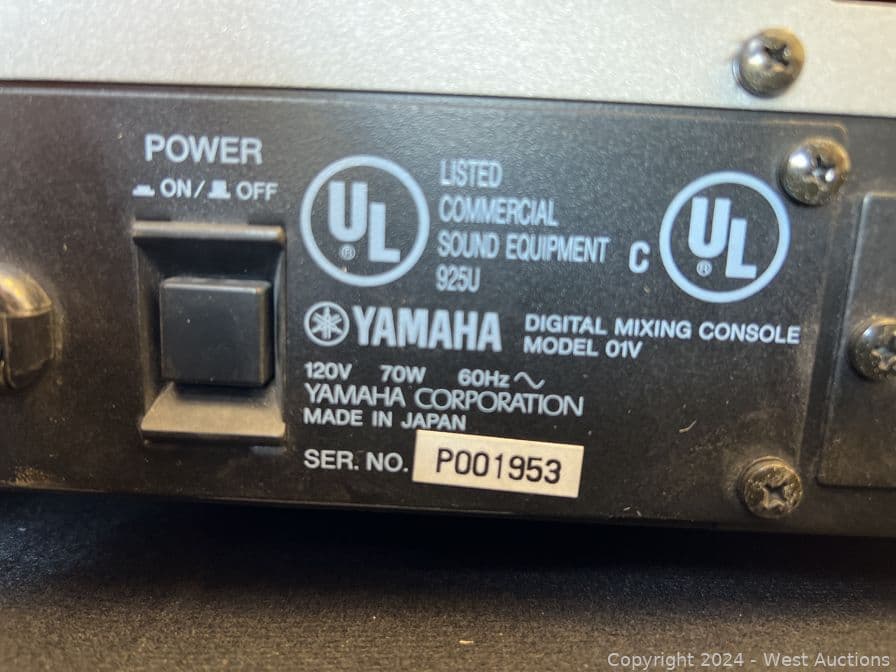 POWER
ON / OFF
UL
®
LISTED
COMMERCIAL
SOUND EQUIPMENT
925U
C UL
®
YAMAHA
DIGITAL MIXING CONSOLE
MODEL 01V
120V 70W 60Hz
YAMAHA CORPORATION
MADE IN JAPAN
SER. NO. P001953
Copyright 2024 - West Auctions